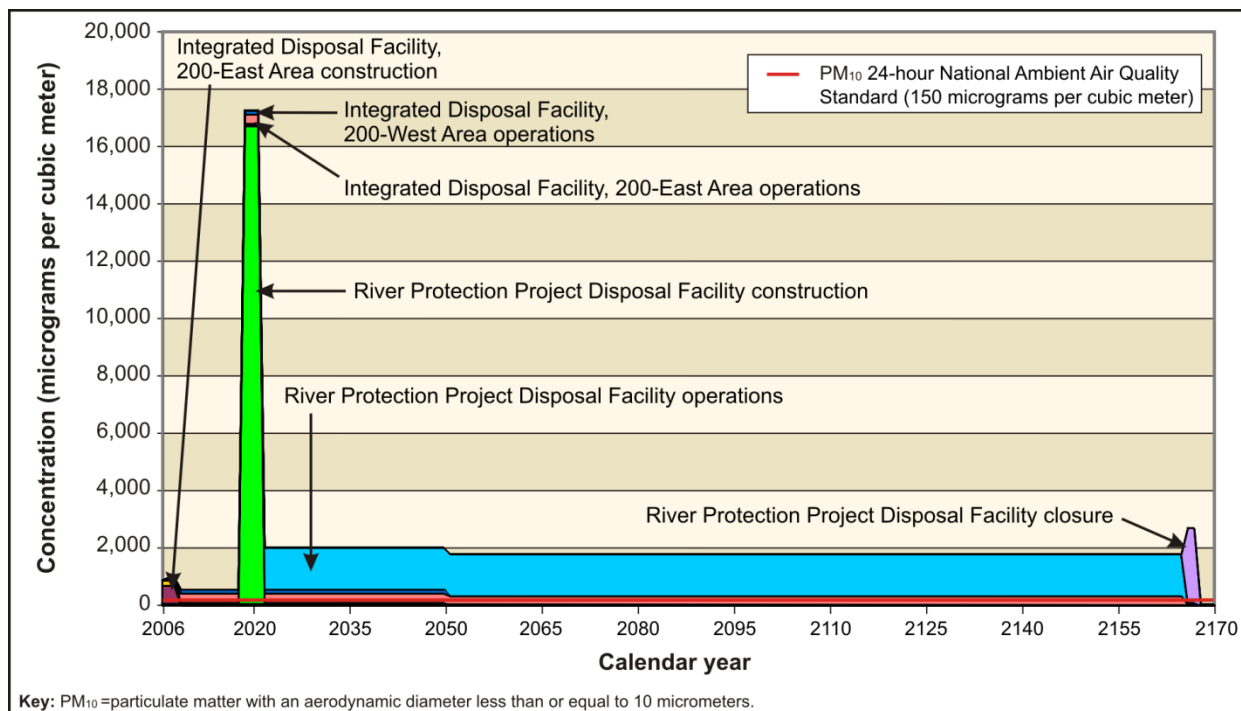 Concentration (micrograms per cubic meter)
20,000
18,000
16,000
14,000
12,000
10,000
8,000
6,000
4,000
2,000
0
Integrated Disposal Facility,
200-East Area construction
PM₁₀ 24-hour National Ambient Air Quality
Standard (150 micrograms per cubic meter)
Integrated Disposal Facility,
200-West Area operations
Integrated Disposal Facility, 200-East Area operations
River Protection Project Disposal Facility construction
River Protection Project Disposal Facility operations
River Protection Project Disposal Facility closure
2006 2020 2035 2050 2065 2080 2095 2110 2125 2140 2155 2170
Calendar year
Key: PM₁₀ =particulate matter with an aerodynamic diameter less than or equal to 10 micrometers.